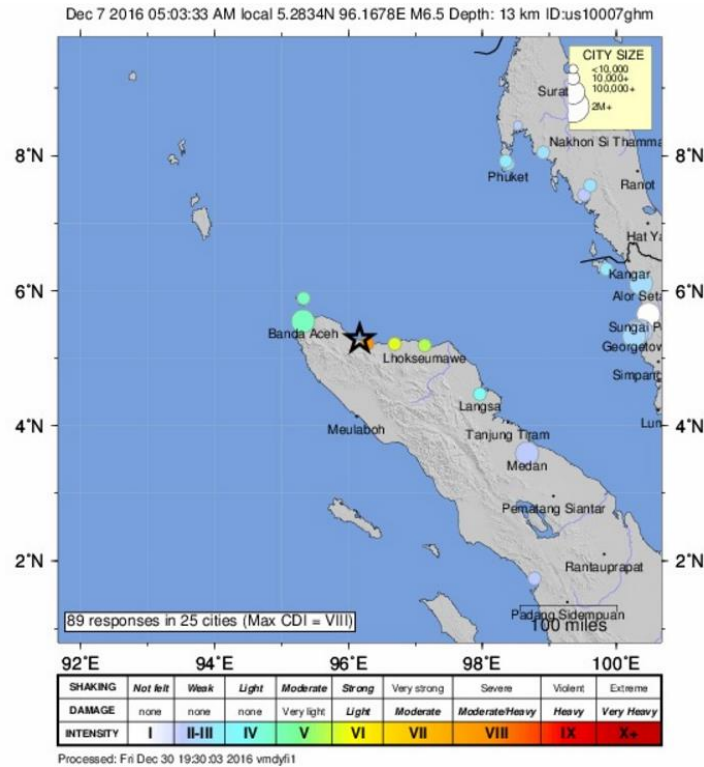 Dec 7 2016 05:03:33 AM local 5.2834N 96.1678E M6.5 Depth: 13 km ID:us10007ghm
CITY SIZE
<10,000
10,000+
100,000+
2M+
Surat
Nakhon Si Thamma
8°N
8°N
Phuket
Ranot
Hat Ya
6°N
Kangar
6°N
Alor Seta
Banda Aceh
Sungai P
Lhokseumawe
Georgetow
Simpang
Langsa
4°N
Meulaboh
Tanjung Tiram
Lun
4°N
Medan
Pematang Siantar
2°N
Rantauprapat
2°N
89 responses in 25 cities (Max CDI = VIII)
Padang Sidempuan
100 miles
92°E 94°E 96°E 98°E 100°E
SHAKING Not felt Weak Light Moderate Strong Very strong Severe Violent Extreme
DAMAGE none none none Very light Light Moderate Moderate/Heavy Heavy Very Heavy
INTENSITY I II-III IV V VI VII VIII IX X+
Processed: Fri Dec 30 19:30:03 2016 vmdyfi1